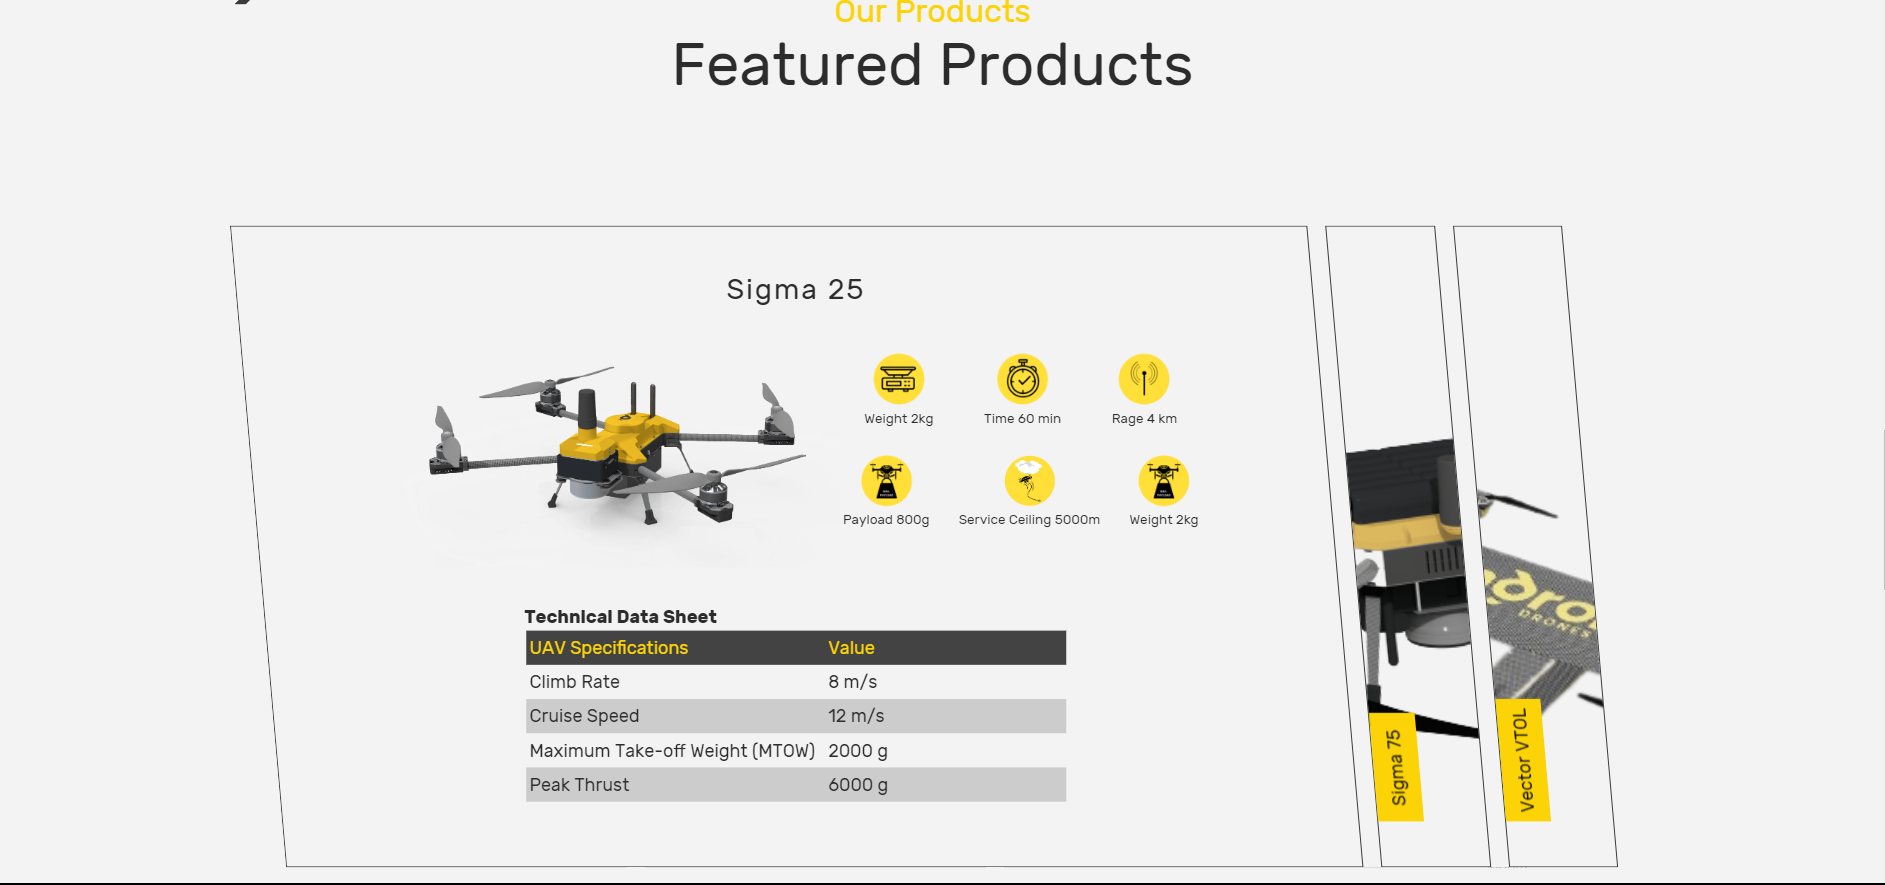 Our Products
Featured Products
Sigma 25
Weight 2kg
Time 60 min
Rage 4 km
Payload 800g
Service Ceiling 5000m
Weight 2kg
Technical Data Sheet
UAV Specifications Value
Climb Rate 8 m/s
Cruise Speed 12 m/s
Maximum Take-off Weight (MTOW) 2000 g
Peak Thrust 6000 g
Sigma 75
DRONES
Vector VTOL